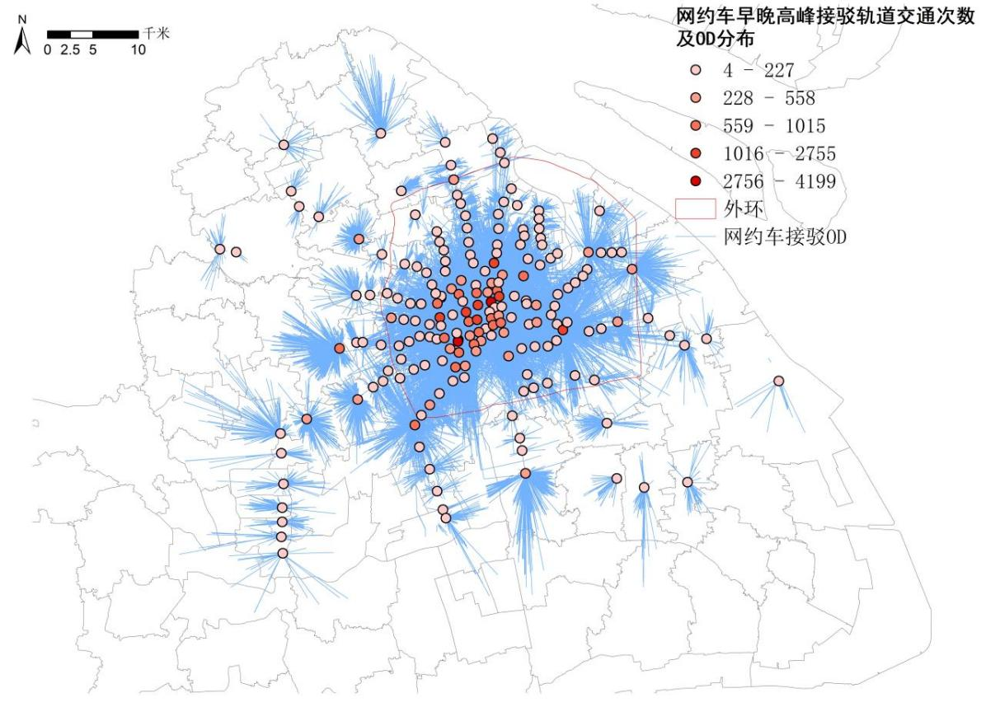 N
千米
0 2.5 5 10
网约车早晚高峰接驳轨道交通次数
及OD分布
4 - 227
228 - 558
559 - 1015
1016 - 2755
2756 - 4199
外环
网约车接驳OD